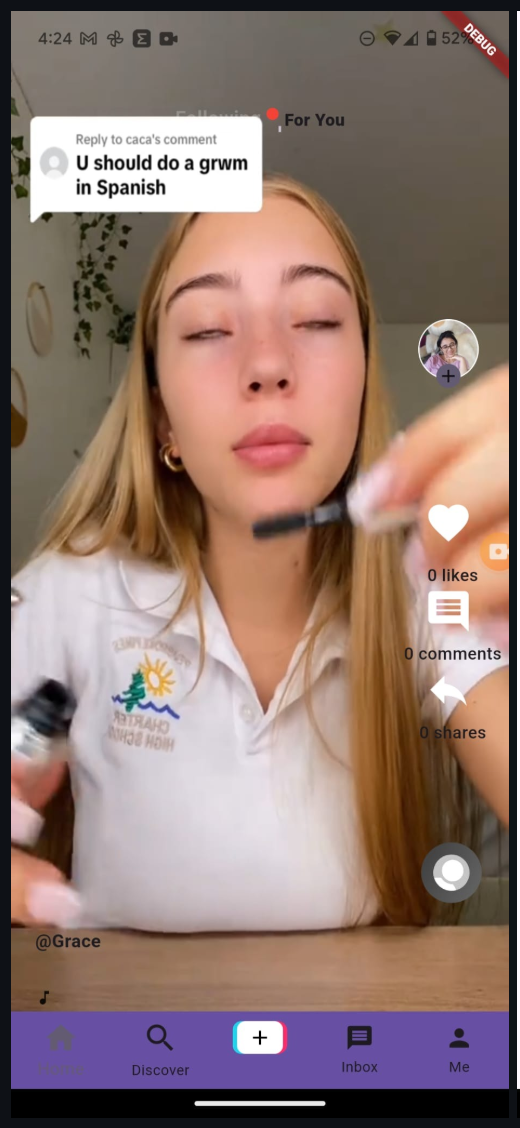 4:24
52%
DEBUG
Following
For You
Reply to caca's comment
U should do a grwm
in Spanish
CHARTER
HIGH SCHOOL
0 likes
0 comments
0 shares
@Grace
Home
Discover
Inbox
Me